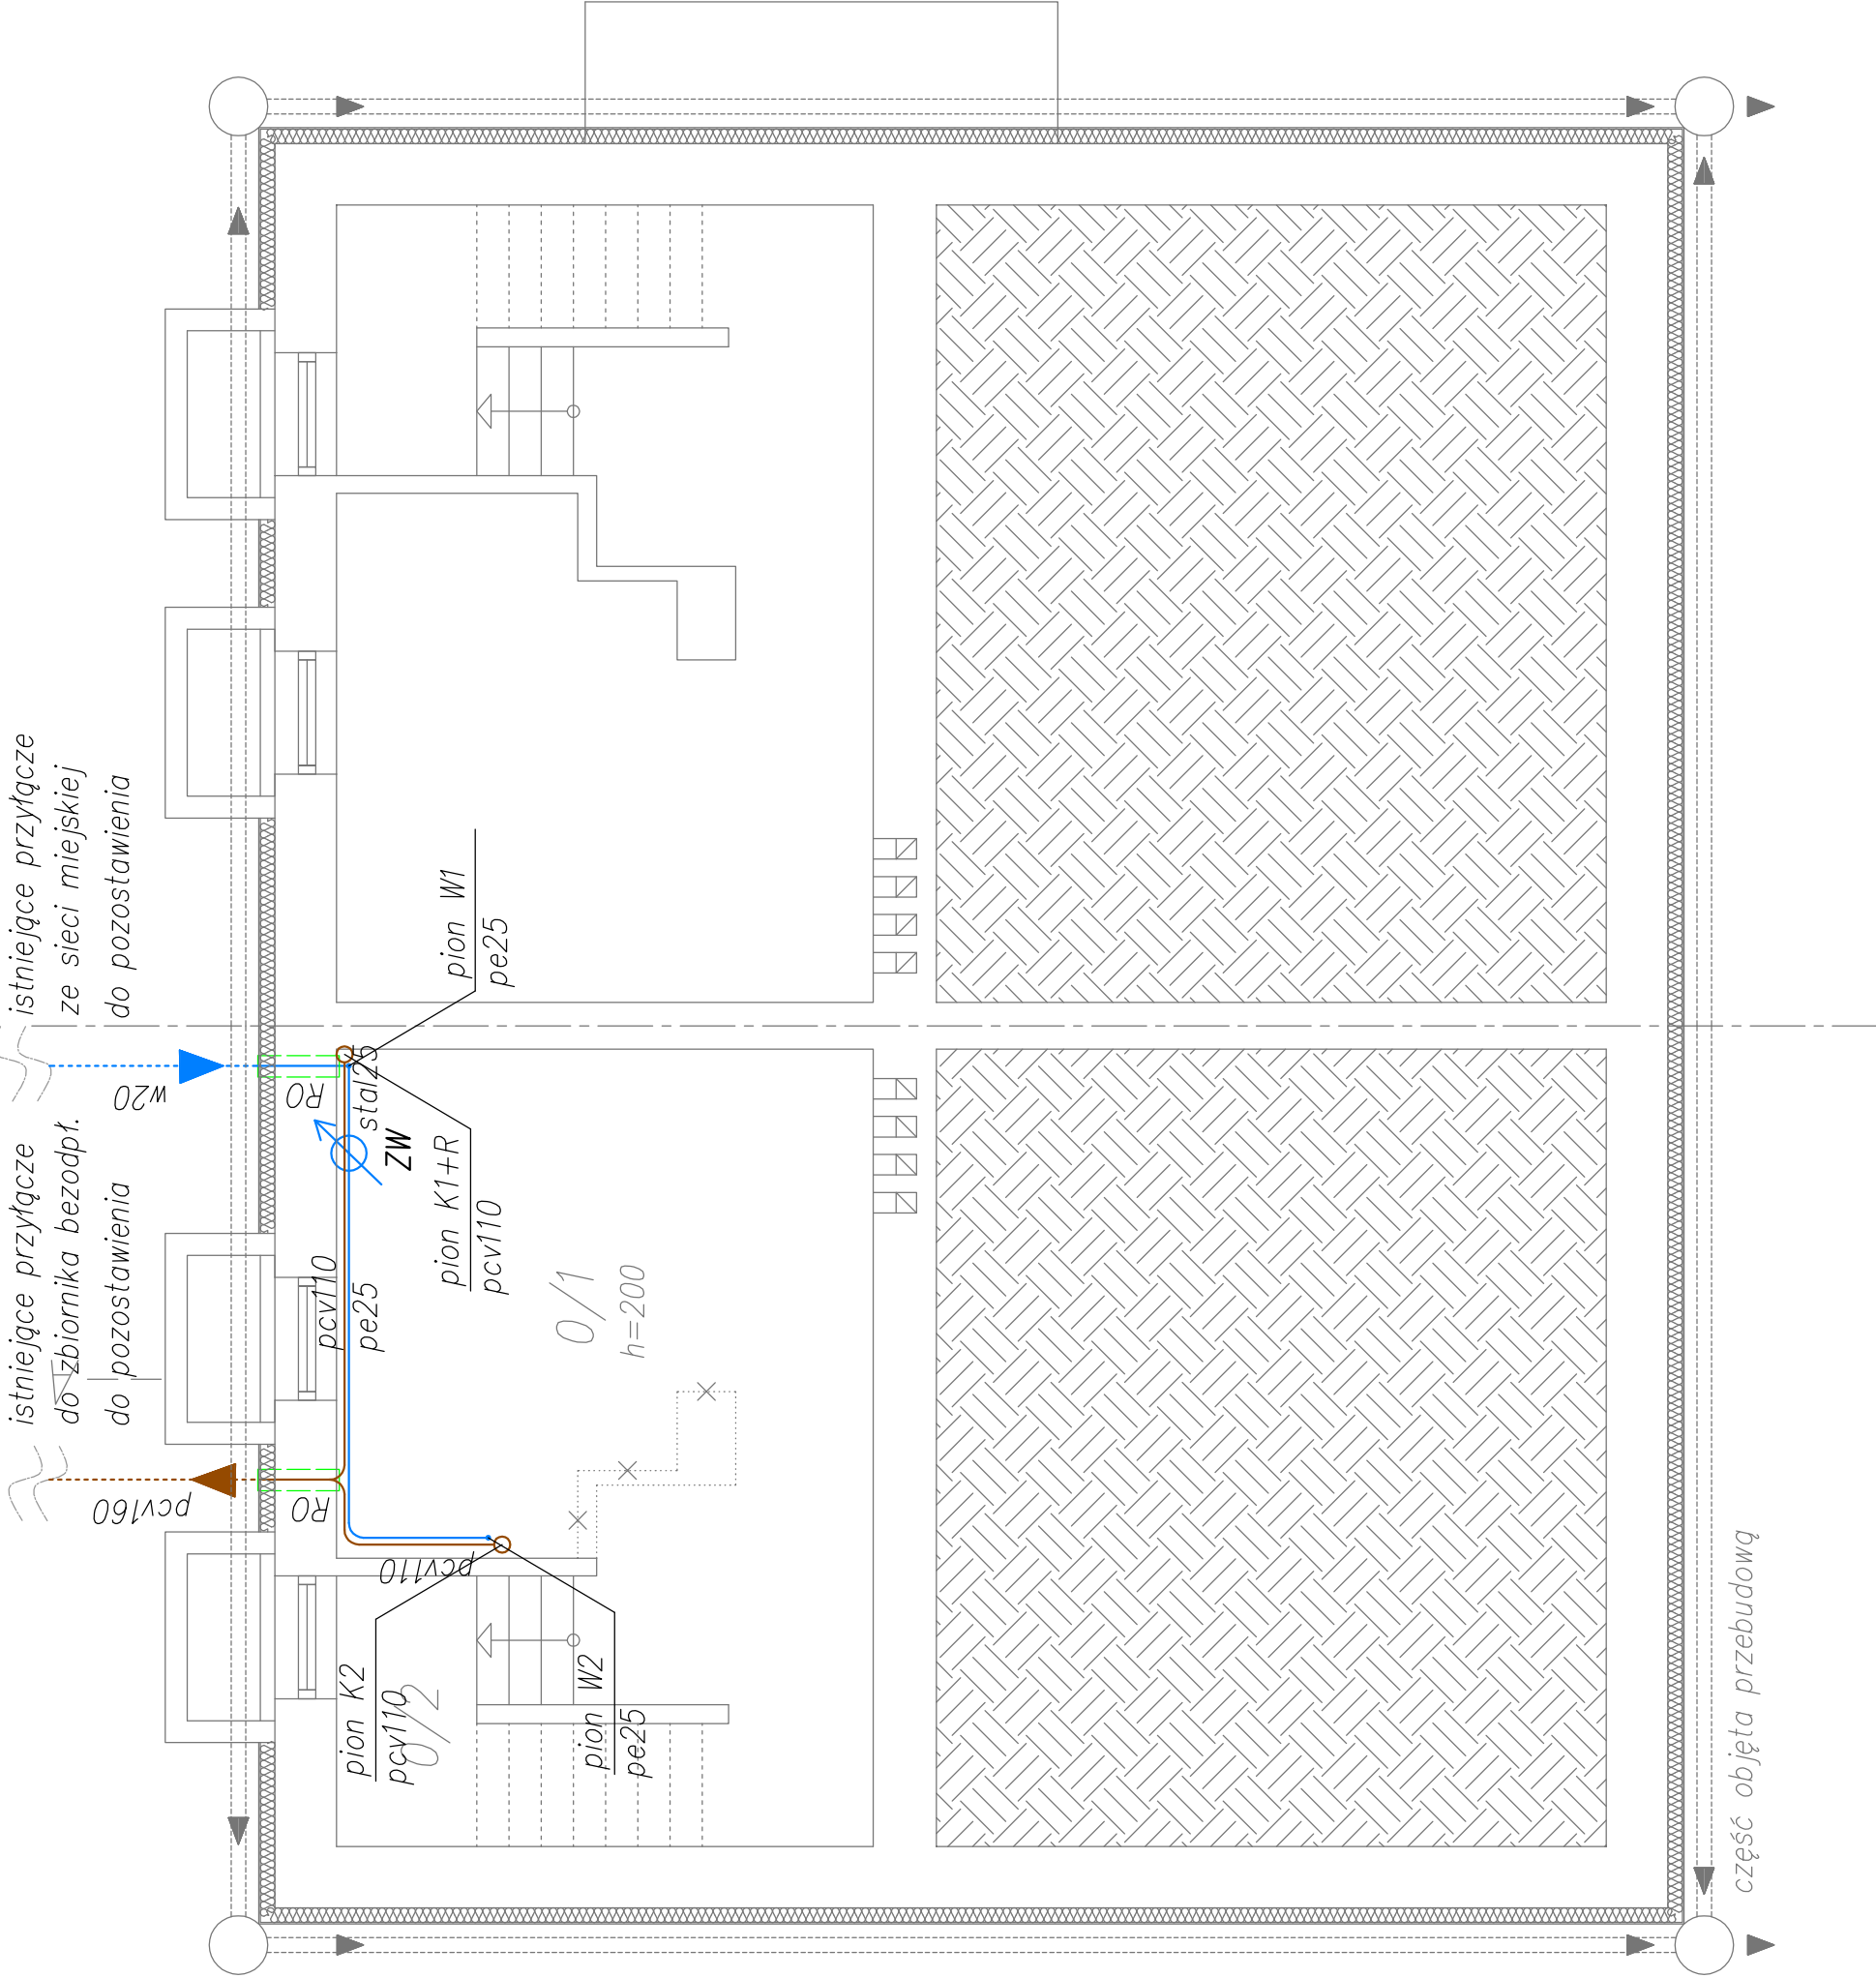 istniejące przyłącze
ze sieci miejskiej
do pozostawienia
w20
RO
istniejące przyłącze
do zbiornika bezodpł.
do pozostawienia
pcv160
RO
pion W1
pe25
stal25
ZW
pion K1+R
pcv110
pcv110
pe25
0/1
h=200
pcv110
pion K2
pcv110
0/2
pion W2
pe25
część objęta przebudową